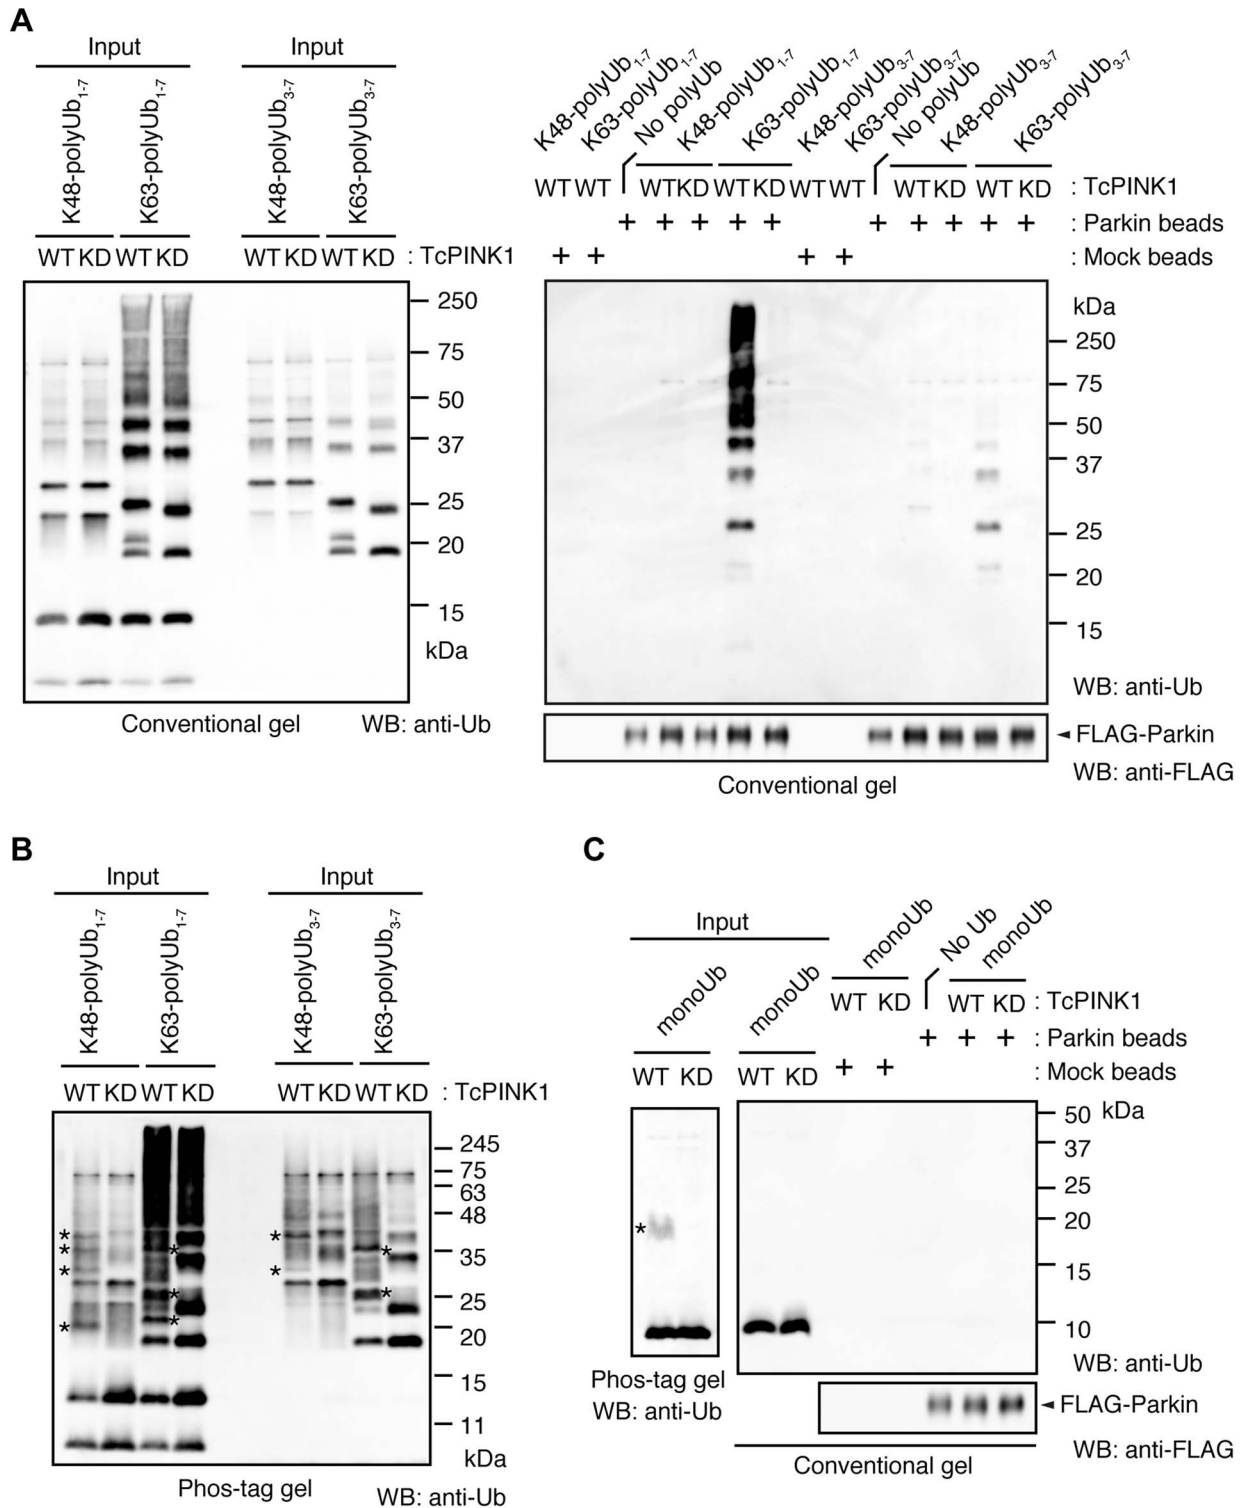 A
Input
Input
K48-polyUb1-7
K63-polyUb1-7
K48-polyUb3-7
K63-polyUb3-7
WT KD WT KD
WT KD WT KD : TcPINK1
250
75
50
37
25
20
15
kDa
Conventional gel
WB: anti-Ub
K48-polyUb1-7
K63-polyUb1-7
No polyUb
K48-polyUb1-7
K63-polyUb1-7
K48-polyUb3-7
K63-polyUb3-7
No polyUb
K48-polyUb3-7
K63-polyUb3-7
WT WT WT KD WT KD WT WT WT KD WT KD : TcPINK1
+ + + + + + + + + + : Parkin beads
+ + + + : Mock beads
kDa
250
75
50
37
25
20
15
WB: anti-Ub
◄ FLAG-Parkin
WB: anti-FLAG
Conventional gel
B
Input
Input
K48-polyUb1-7
K63-polyUb1-7
K48-polyUb3-7
K63-polyUb3-7
WT KD WT KD
WT KD WT KD : TcPINK1
245
75
63
48
35
25
20
15
11
kDa
*
*
*
*
*
*
*
*
*
*
*
Phos-tag gel
WB: anti-Ub
C
Input
monoUb
monoUb
monoUb
No Ub
monoUb
WT KD
WT KD
WT KD
WT KD : TcPINK1
+ + + : Parkin beads
+ + : Mock beads
*
50 kDa
37
25
20
15
10
Phos-tag gel
WB: anti-Ub
WB: anti-Ub
◄ FLAG-Parkin
WB: anti-FLAG
Conventional gel